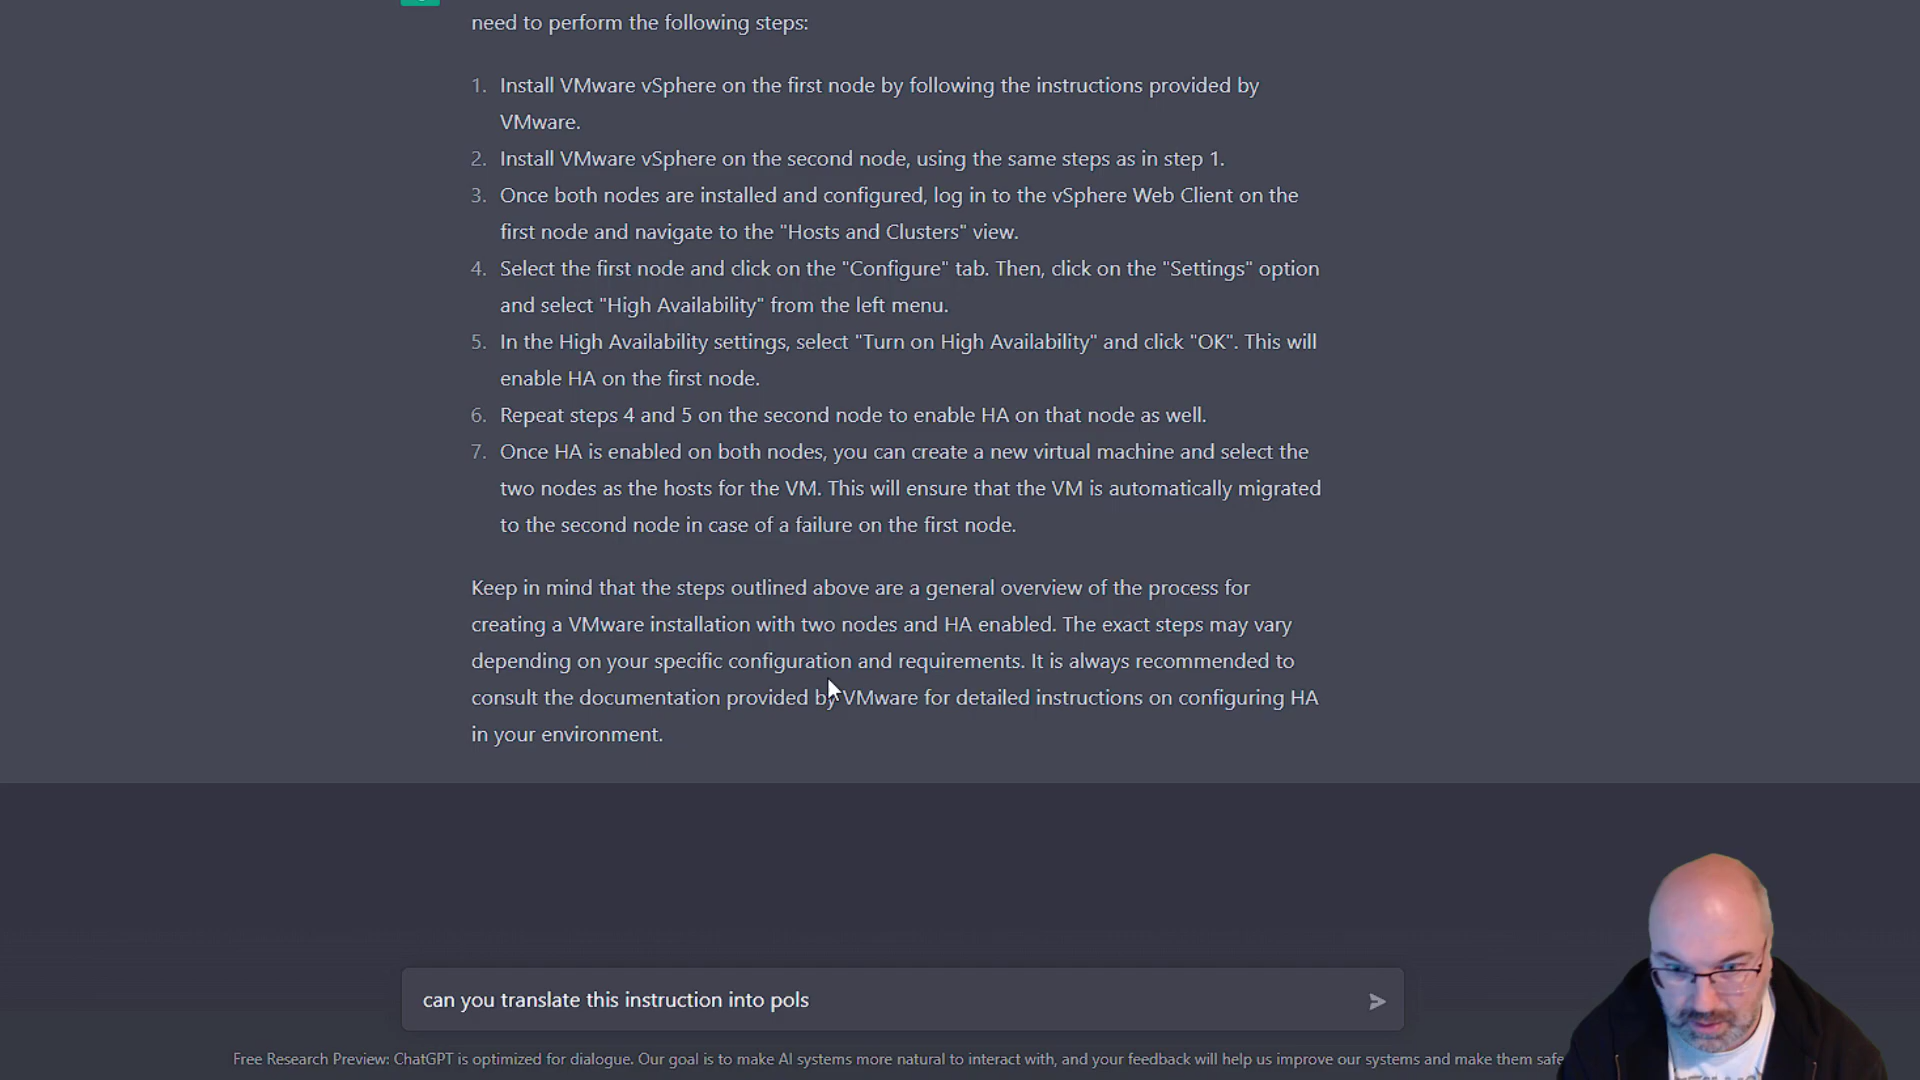 need to perform the following steps:
1. Install VMware vSphere on the first node by following the instructions provided by
VMware.
2. Install VMware vSphere on the second node, using the same steps as in step 1.
3. Once both nodes are installed and configured, log in to the vSphere Web Client on the
first node and navigate to the "Hosts and Clusters" view.
4. Select the first node and click on the "Configure" tab. Then, click on the "Settings" option
and select "High Availability" from the left menu.
5. In the High Availability settings, select "Turn on High Availability" and click "OK". This will
enable HA on the first node.
6. Repeat steps 4 and 5 on the second node to enable HA on that node as well.
7. Once HA is enabled on both nodes, you can create a new virtual machine and select the
two nodes as the hosts for the VM. This will ensure that the VM is automatically migrated
to the second node in case of a failure on the first node.
Keep in mind that the steps outlined above are a general overview of the process for
creating a VMware installation with two nodes and HA enabled. The exact steps may vary
depending on your specific configuration and requirements. It is always recommended to
consult the documentation provided by VMware for detailed instructions on configuring HA
in your environment.
can you translate this instruction into pols
Free Research Preview: ChatGPT is optimized for dialogue. Our goal is to make AI systems more natural to interact with, and your feedback will help us improve our systems and make them safe